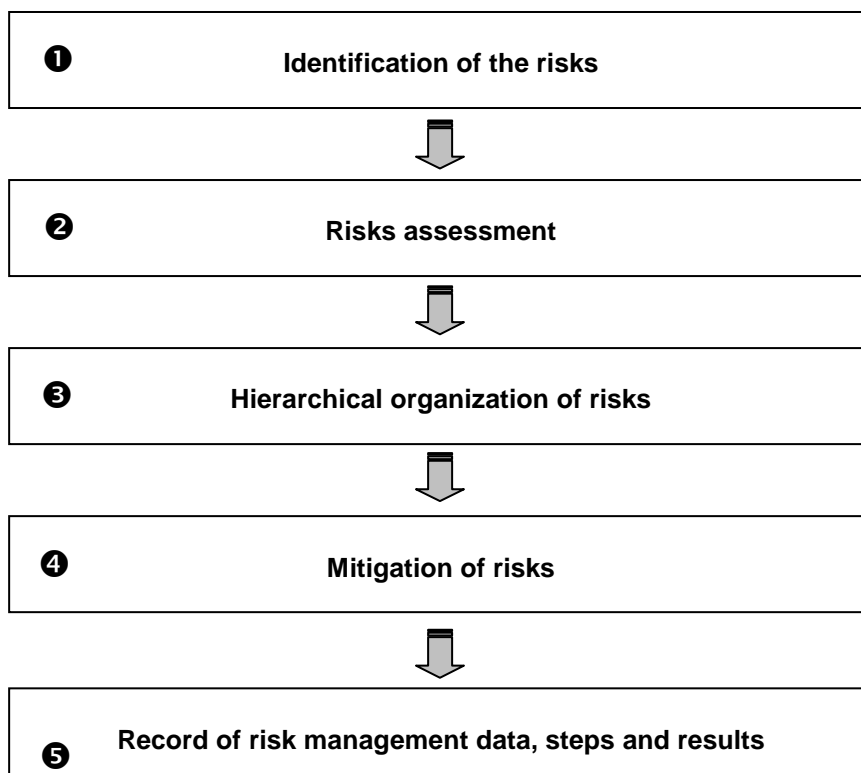 ❶ Identification of the risks
❷ Risks assessment
❸ Hierarchical organization of risks
❹ Mitigation of risks
❺ Record of risk management data, steps and results